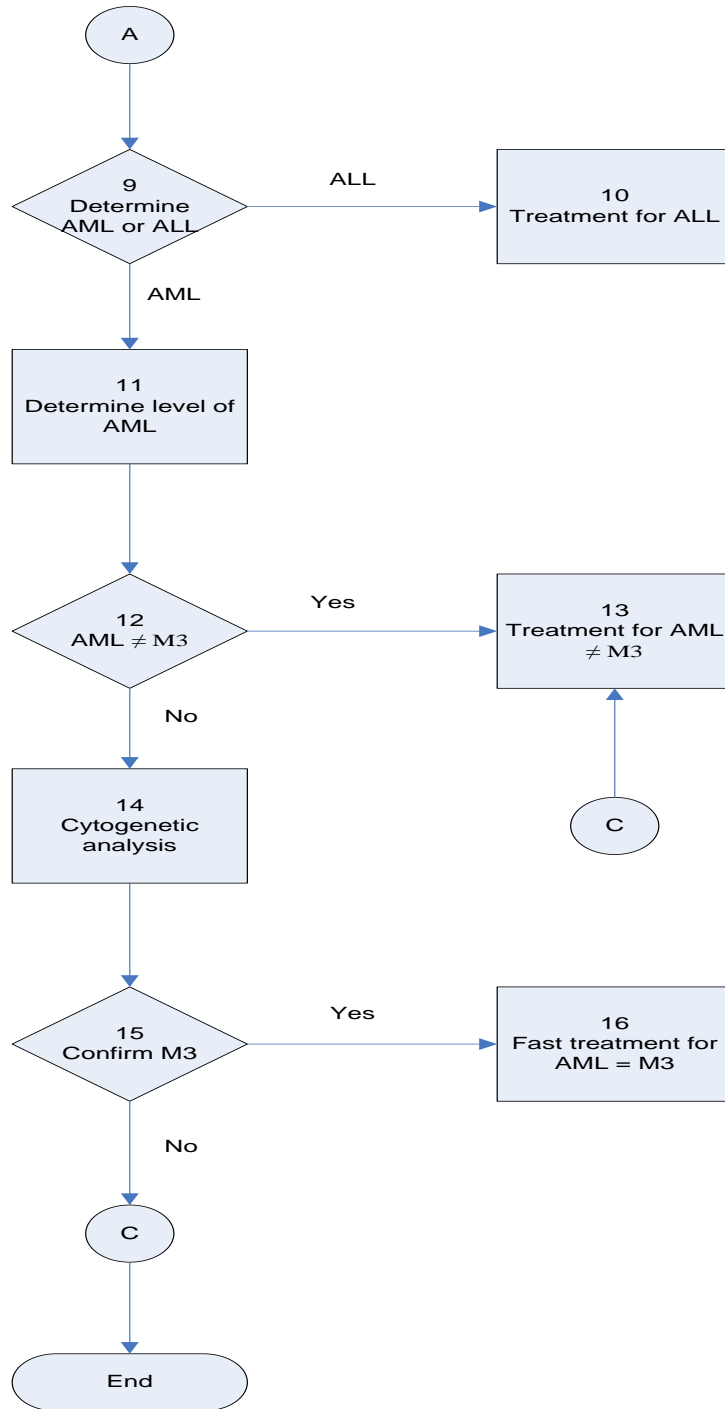 A
9
Determine
AML or ALL
ALL
10
Treatment for ALL
AML
11
Determine level of
AML
12
AML ≠ M3
Yes
13
Treatment for AML
≠ M3
No
14
Cytogenetic
analysis
C
15
Confirm M3
Yes
16
Fast treatment for
AML = M3
No
C
End